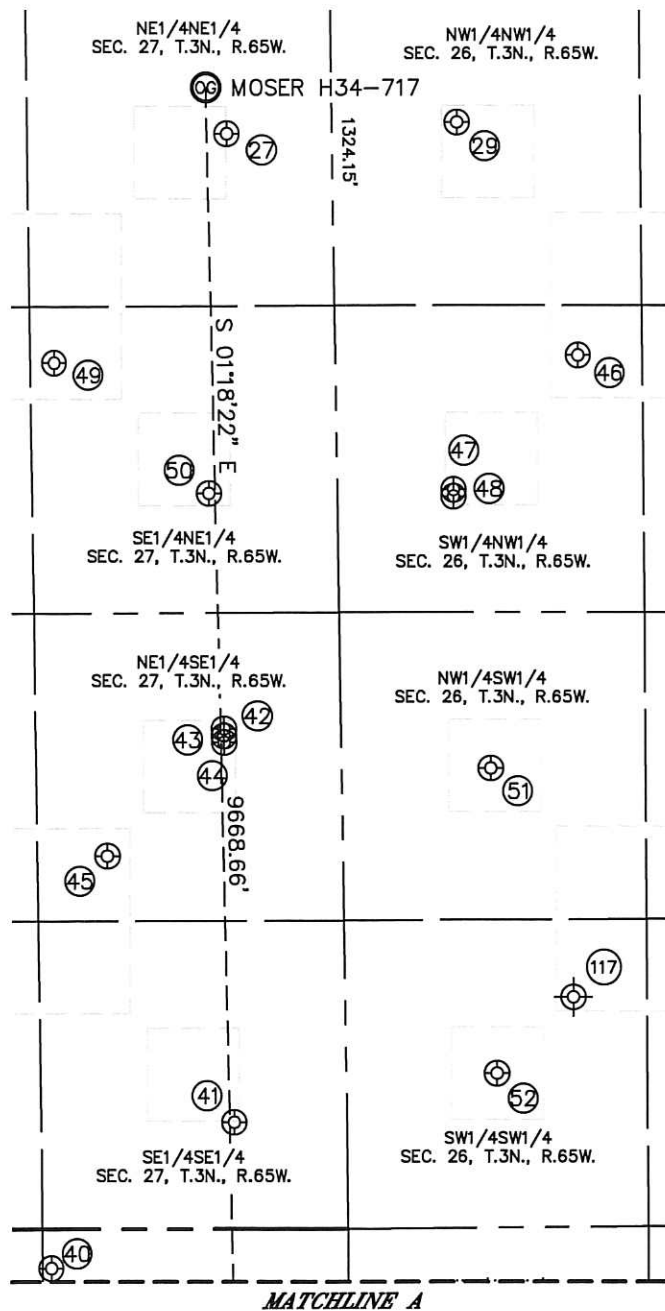 NE1/4NE1/4
SEC. 27, T.3N., R.65W.
NW1/4NW1/4
SEC. 26, T.3N., R.65W.
OG MOSER H34-717
27
1324.15'
29
49
S 01°18'22" E
46
50
47
48
SE1/4NE1/4
SEC. 27, T.3N., R.65W.
SW1/4NW1/4
SEC. 26, T.3N., R.65W.
NE1/4SE1/4
SEC. 27, T.3N., R.65W.
NW1/4SW1/4
SEC. 26, T.3N., R.65W.
42
43
44
9668.66'
51
45
117
41
52
SE1/4SE1/4
SEC. 27, T.3N., R.65W.
SW1/4SW1/4
SEC. 26, T.3N., R.65W.
40
MATCHLINE A